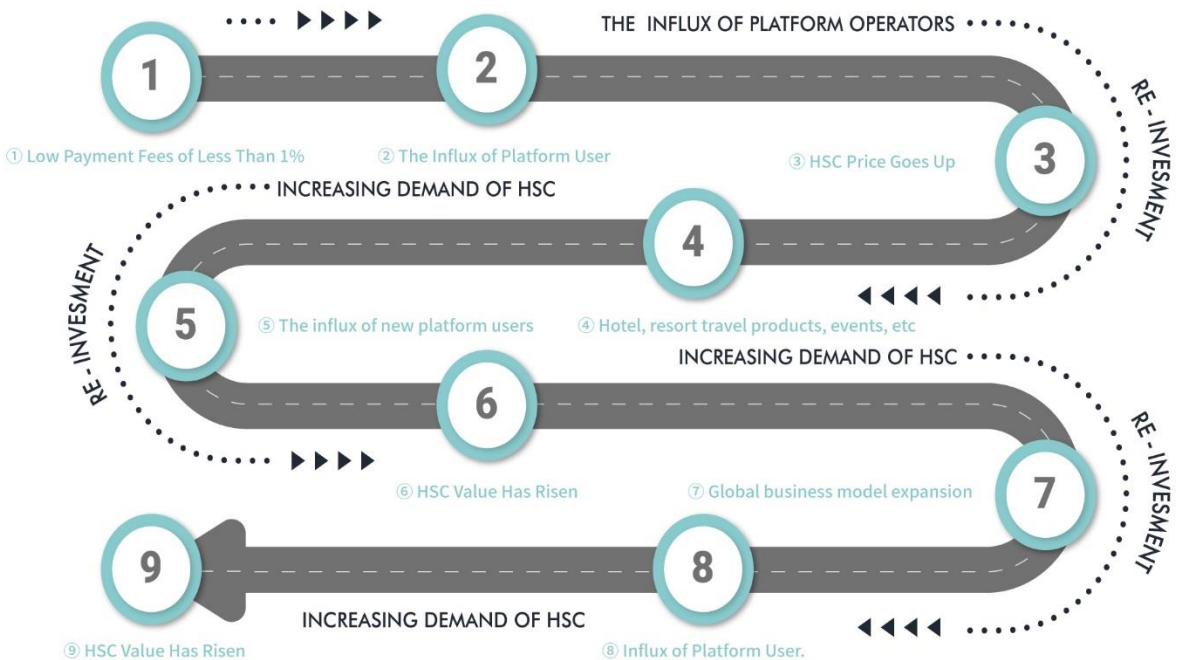 THE INFLUX OF PLATFORM OPERATORS
1
2
① Low Payment Fees of Less Than 1%
② The Influx of Platform User
③ HSC Price Goes Up
3
RE - INVESMENT
INCREASING DEMAND OF HSC
4
RE - INVESMENT
5
⑤ The influx of new platform users
④ Hotel, resort travel products, events, etc
INCREASING DEMAND OF HSC
6
⑥ HSC Value Has Risen
⑦ Global business model expansion
7
RE - INVESMENT
9
8
INCREASING DEMAND OF HSC
⑨ HSC Value Has Risen
⑧ Influx of Platform User.